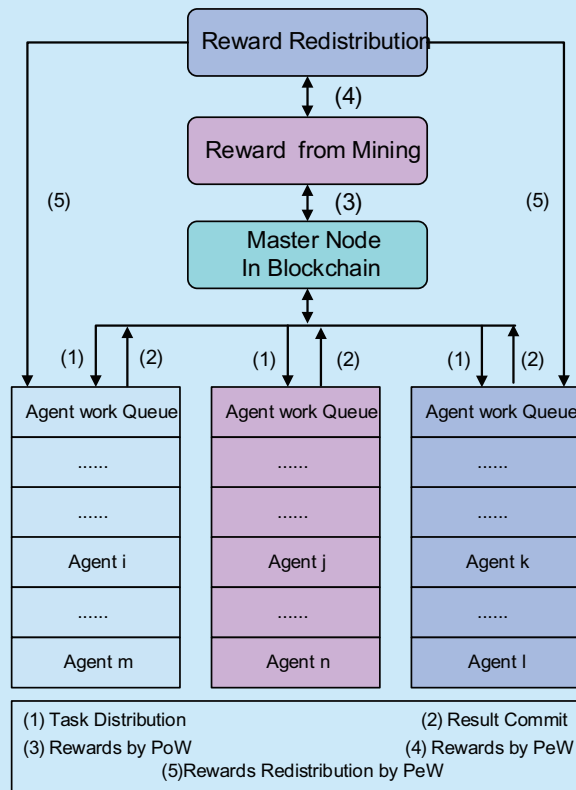 Reward Redistribution
(4)
Reward from Mining
(5)
(5)
(3)
Master Node
In Blockchain
(1)
(2)
(1)
(2)
(1)
(2)
Agent work Queue
Agent work Queue
Agent work Queue
......
......
......
......
......
......
Agent i
Agent j
Agent k
......
......
......
Agent m
Agent n
Agent l
(1) Task Distribution
(2) Result Commit
(3) Rewards by PoW
(4) Rewards by PeW
(5)Rewards Redistribution by PeW